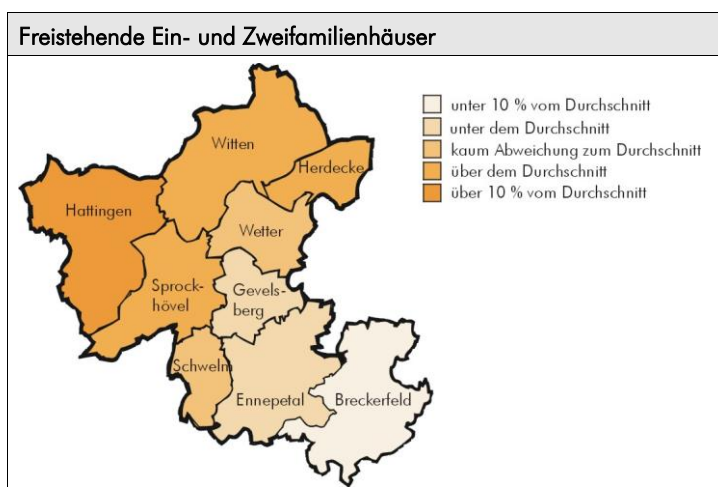 Freistehende Ein- und Zweifamilienhäuser
unter 10 % vom Durchschnitt
unter dem Durchschnitt
kaum Abweichung zum Durchschnitt
über dem Durchschnitt
über 10 % vom Durchschnitt
Witten
Herdecke
Hattingen
Wetter
Sprock-
hövel
Gevels-
berg
Schwelm
Ennepetal
Breckerfeld